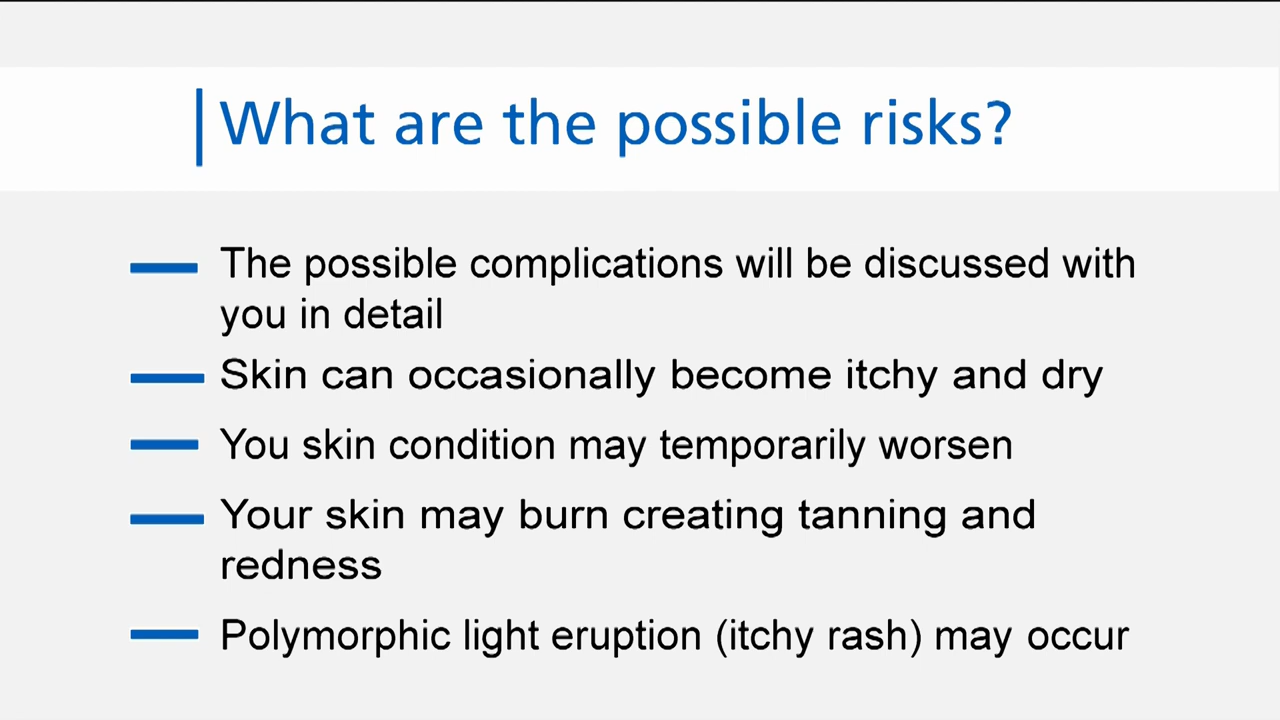 What are the possible risks?
The possible complications will be discussed with
you in detail
Skin can occasionally become itchy and dry
You skin condition may temporarily worsen
Your skin may burn creating tanning and
redness
Polymorphic light eruption (itchy rash) may occur